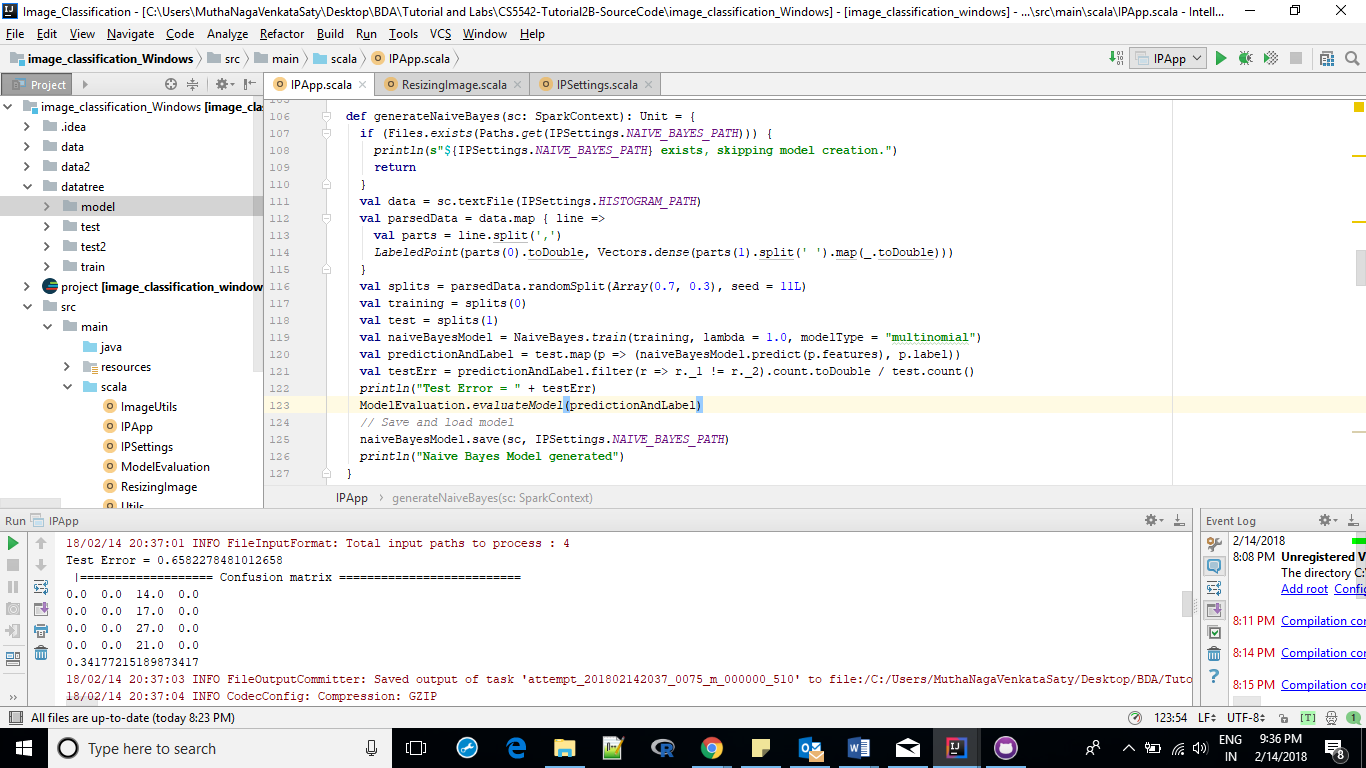 Image_Classification - [C:\Users\MuthaNagaVenkataSaty\Desktop\BDA\Tutorial and Labs\CS5542-Tutorial2B-SourceCode\image_classification_Windows] - [image_classification_windows] - ...\src\main\scala\IPApp.scala - Intell...
File Edit View Navigate Code Analyze Refactor Build Run Tools VCS Window Help
image_classification_Windows src main scala IPApp.scala IPApp
Project IPApp.scala ResizingImage.scala IPSettings.scala
image_classification_Windows [image_cla
.idea
data
data2
datatree
model
test
test2
train
project [image_classification_window
src
main
java
resources
scala
ImageUtils
IPApp
IPSettings
ModelEvaluation
ResizingImage
Utils
106 def generateNaiveBayes(sc: SparkContext): Unit = {
107 if (Files.exists(Paths.get(IPSettings.NAIVE_BAYES_PATH))) {
108 println(s"${IPSettings.NAIVE_BAYES_PATH} exists, skipping model creation.")
109 return
110 }
111 val data = sc.textFile(IPSettings.HISTOGRAM_PATH)
112 val parsedData = data.map { line =>
113 val parts = line.split(',')
114 LabeledPoint(parts(0).toDouble, Vectors.dense(parts(1).split(' ').map(_.toDouble)))
115 }
116 val splits = parsedData.randomSplit(Array(0.7, 0.3), seed = 11L)
117 val training = splits(0)
118 val test = splits(1)
119 val naiveBayesModel = NaiveBayes.train(training, lambda = 1.0, modelType = "multinomial")
120 val predictionAndLabel = test.map(p => (naiveBayesModel.predict(p.features), p.label))
121 val testErr = predictionAndLabel.filter(r => r._1 != r._2).count.toDouble / test.count()
122 println("Test Error = " + testErr)
123 ModelEvaluation.evaluateModel(predictionAndLabel)
124 // Save and load model
125 naiveBayesModel.save(sc, IPSettings.NAIVE_BAYES_PATH)
126 println("Naive Bayes Model generated")
127 }
IPApp generateNaiveBayes(sc: SparkContext)
Run IPApp
18/02/14 20:37:01 INFO FileInputFormat: Total input paths to process : 4
Test Error = 0.6582278481012658
|=================== Confusion matrix ==========================
0.0 0.0 14.0 0.0
0.0 0.0 17.0 0.0
0.0 0.0 27.0 0.0
0.0 0.0 21.0 0.0
0.34177215189873417
18/02/14 20:37:03 INFO FileOutputCommitter: Saved output of task 'attempt_201802142037_0075_m_000000_510' to file:/C:/Users/MuthaNagaVenkataSaty/Desktop/BDA/Tuto
18/02/14 20:37:04 INFO CodecConfig: Compression: GZIP
Event Log
2/14/2018
8:08 PM Unregistered V
The directory C:
Add root Config
8:11 PM Compilation cor
8:14 PM Compilation cor
8:15 PM Compilation cor
All files are up-to-date (today 8:23 PM) 123:54 LF UTF-8 [T] 1
Type here to search
ENG
IN
9:36 PM
2/14/2018
8